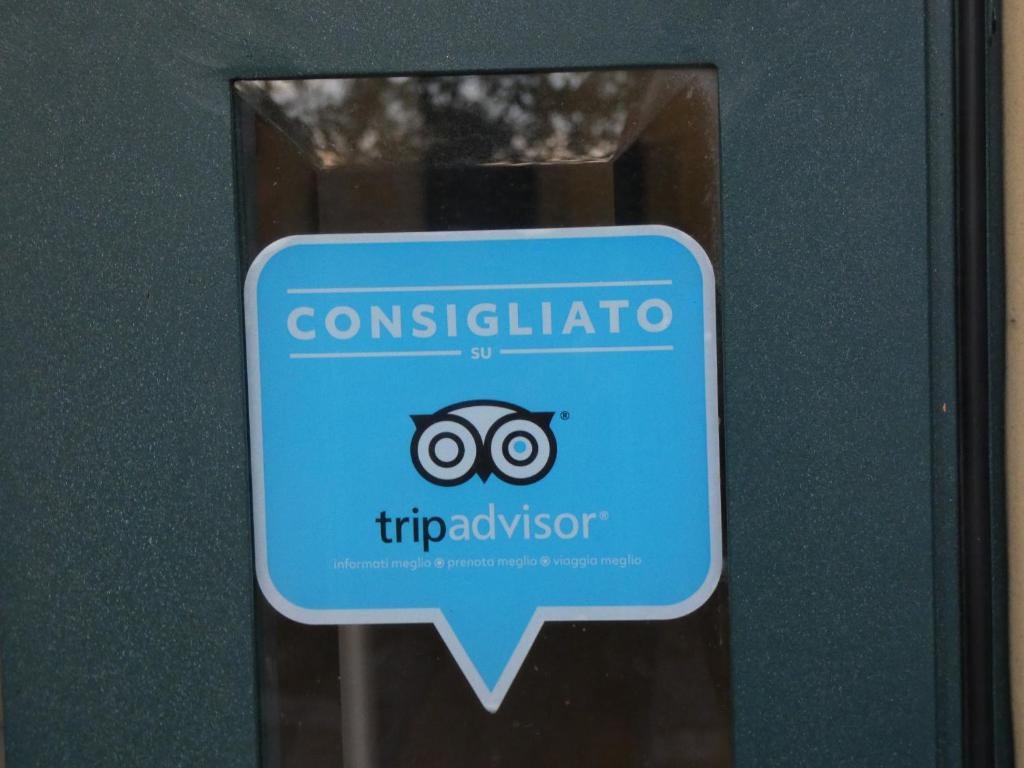 CONSIGLIATO
SU
®
tripadvisor®
informati meglio prenota meglio viaggia meglio